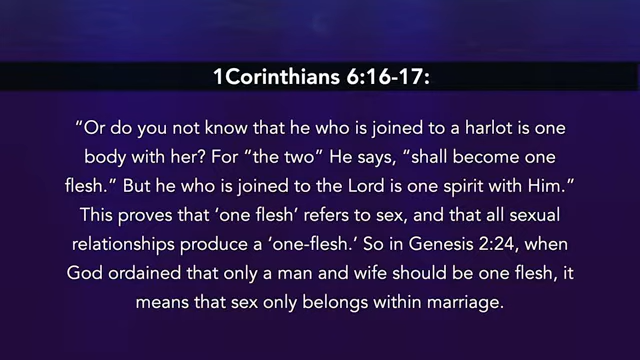 1Corinthians 6:16-17:
“Or do you not know that he who is joined to a harlot is one
body with her? For “the two” He says, “shall become one
flesh.” But he who is joined to the Lord is one spirit with Him.”
This proves that ‘one flesh’ refers to sex, and that all sexual
relationships produce a ‘one-flesh.’ So in Genesis 2:24, when
God ordained that only a man and wife should be one flesh, it
means that sex only belongs within marriage.